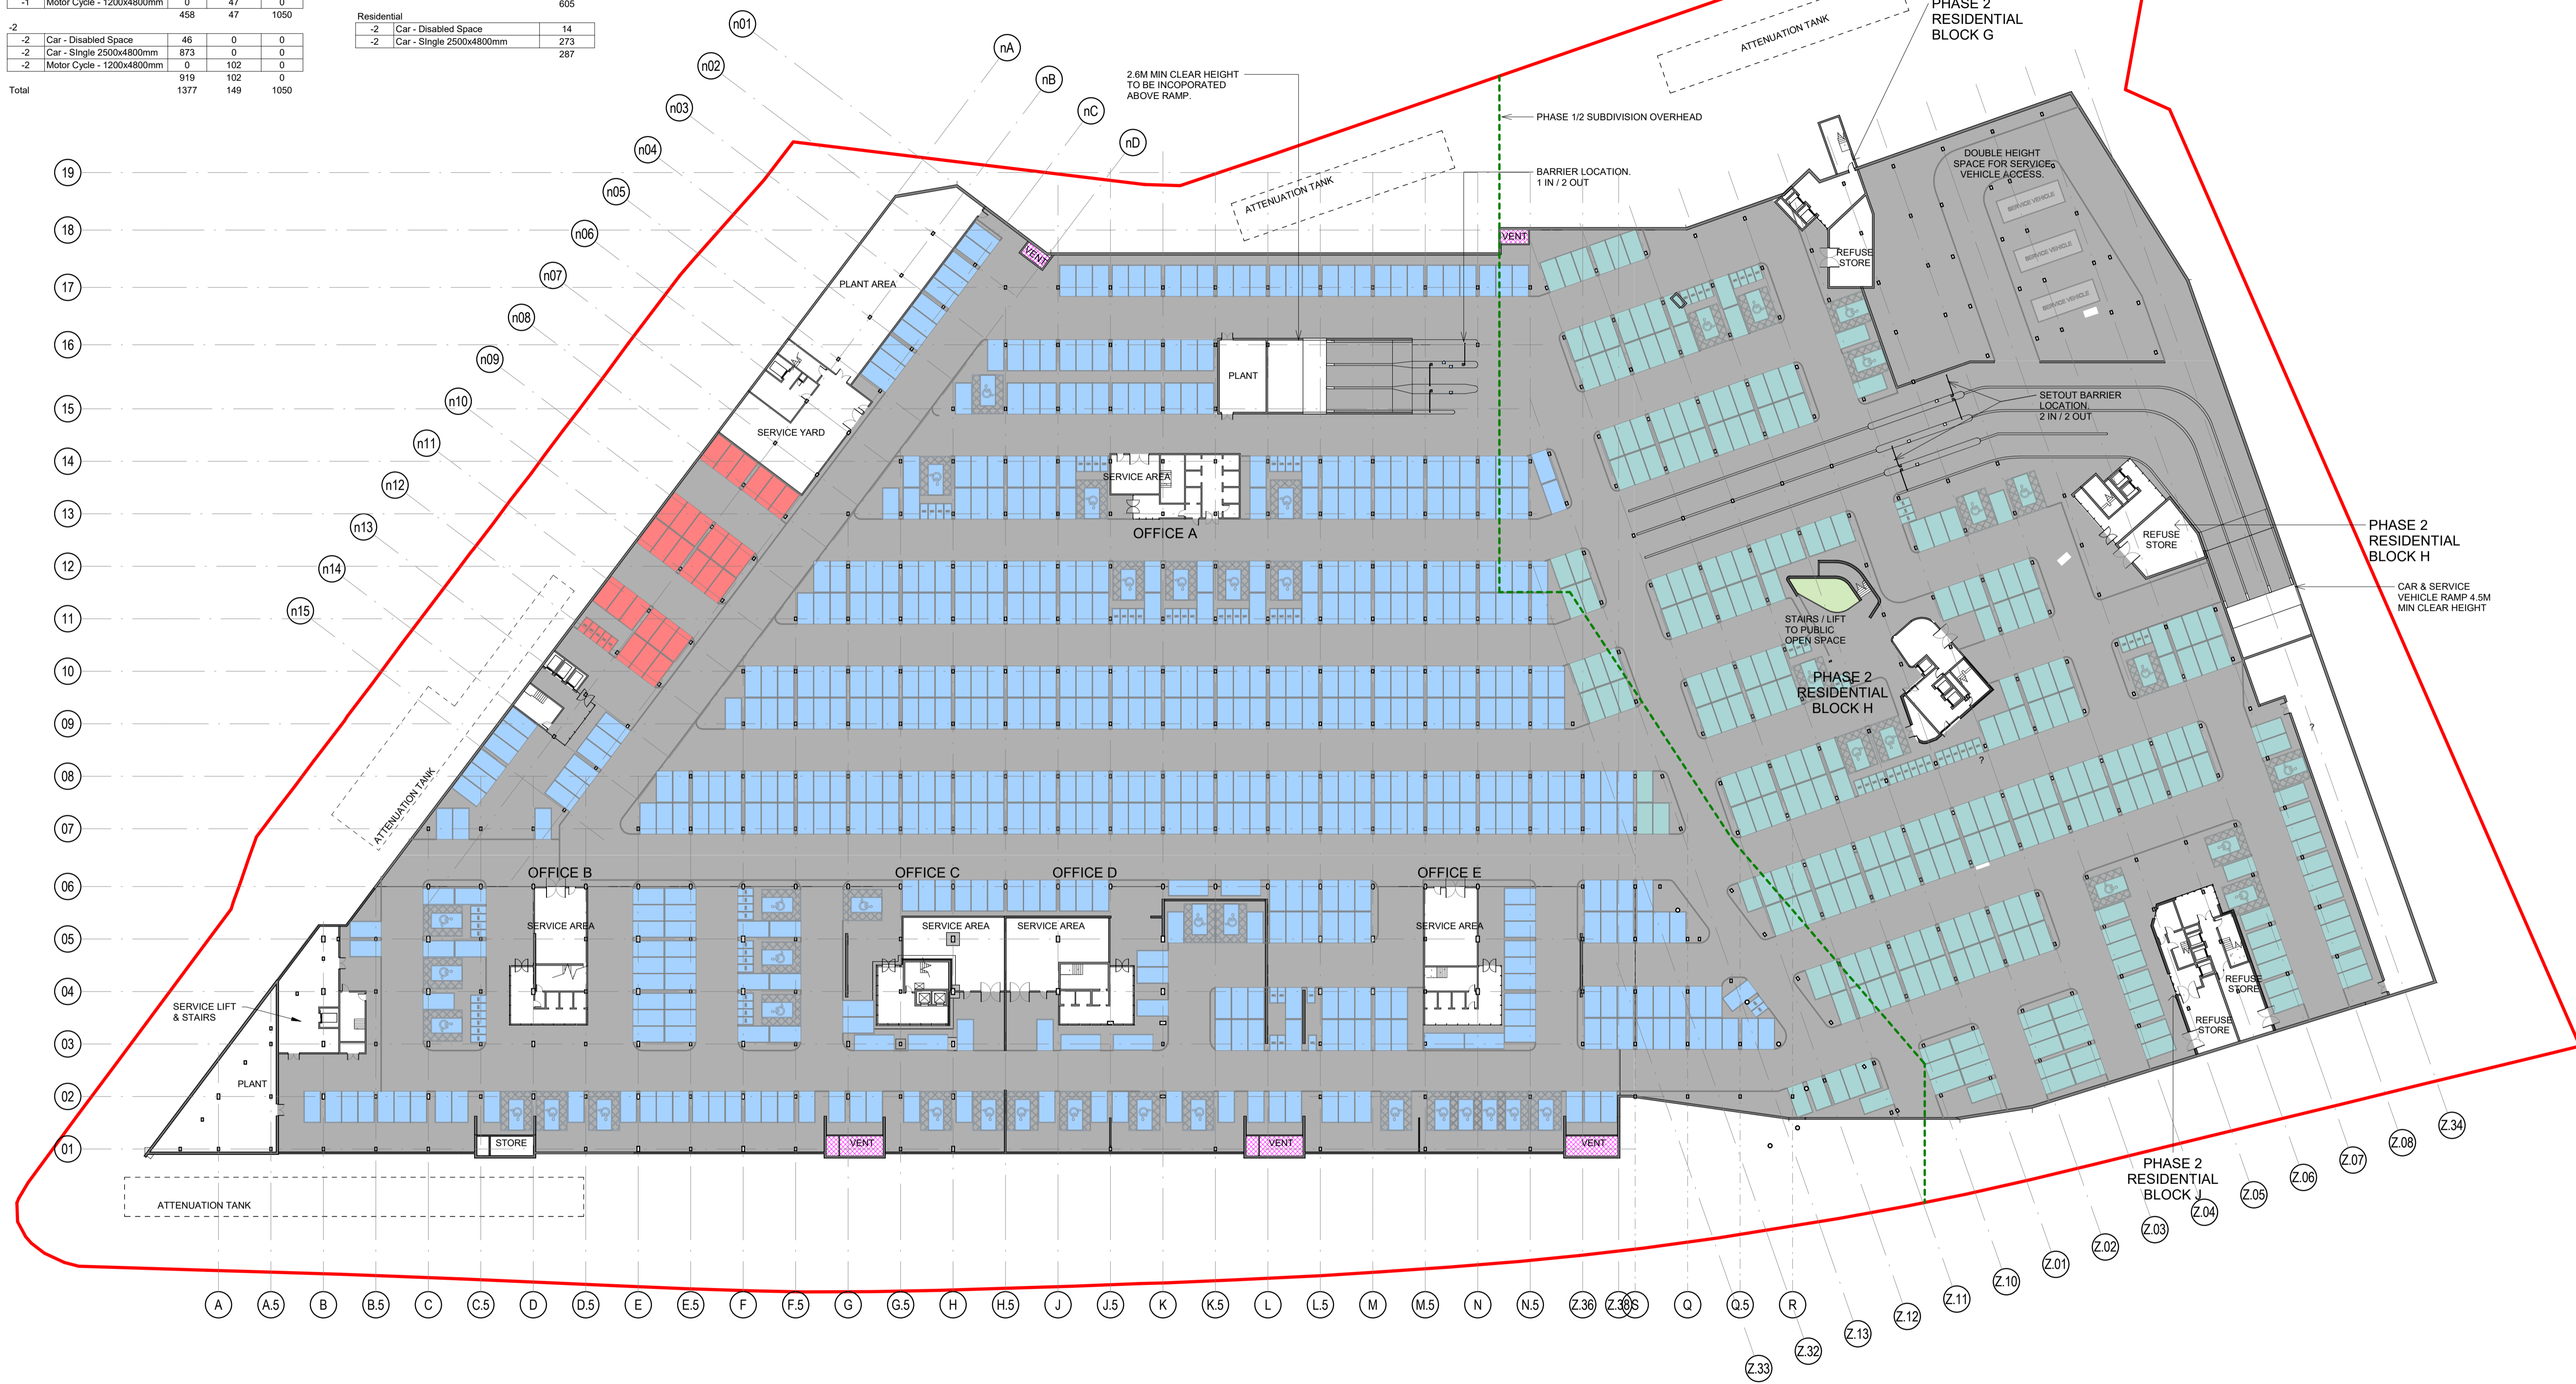 -1 Motor Cycle - 1200x4800mm 0 47 0
458 47 1050
-2
-2 Car - Disabled Space 46 0 0
-2 Car - SIngle 2500x4800mm 873 0 0
-2 Motor Cycle - 1200x4800mm 0 102 0
919 102 0
Total 1377 149 1050
605
Residential
-2 Car - Disabled Space 14
-2 Car - SIngle 2500x4800mm 273
287
n01
n02
n03
n04
n05
n06
n07
n08
n09
n10
n11
n12
n13
n14
n15
nA
nB
nC
nD
19
18
17
16
15
14
13
12
11
10
09
08
07
06
05
04
03
02
01
2.6M MIN CLEAR HEIGHT
TO BE INCOPORATED
ABOVE RAMP.
PHASE 1/2 SUBDIVISION OVERHEAD
BARRIER LOCATION.
1 IN / 2 OUT
ATTENUATION TANK
ATTENUATION TANK
PHASE 2
RESIDENTIAL
BLOCK G
DOUBLE HEIGHT
SPACE FOR SERVICE
VEHICLE ACCESS.
SERVICE VEHICLE
SERVICE VEHICLE
SERVICE VEHICLE
REFUSE
STORE
VENT
VENT
PLANT AREA
SERVICE YARD
PLANT
SERVICE AREA
OFFICE A
SETOUT BARRIER
LOCATION.
2 IN / 2 OUT
REFUSE
STORE
PHASE 2
RESIDENTIAL
BLOCK H
CAR & SERVICE
VEHICLE RAMP 4.5M
MIN CLEAR HEIGHT
STAIRS / LIFT
TO PUBLIC
OPEN SPACE
PHASE 2
RESIDENTIAL
BLOCK H
?
?
ATTENUATION TANK
OFFICE B
SERVICE AREA
OFFICE C
SERVICE AREA
OFFICE D
SERVICE AREA
OFFICE E
SERVICE AREA
SERVICE LIFT
& STAIRS
PLANT
STORE
VENT
VENT
VENT
REFUSE
STORE
REFUSE
STORE
PHASE 2
RESIDENTIAL
BLOCK J
ATTENUATION TANK
A
A.5
B
B.5
C
C.5
D
D.5
E
E.5
F
F.5
G
G.5
H
H.5
J
J.5
K
K.5
L
L.5
M
M.5
N
N.5
Z.36
Z.38
S
Q
Q.5
R
Z.33
Z.32
Z.13
Z.12
Z.11
Z.10
Z.01
Z.02
Z.03
Z.04
Z.05
Z.06
Z.07
Z.08
Z.34